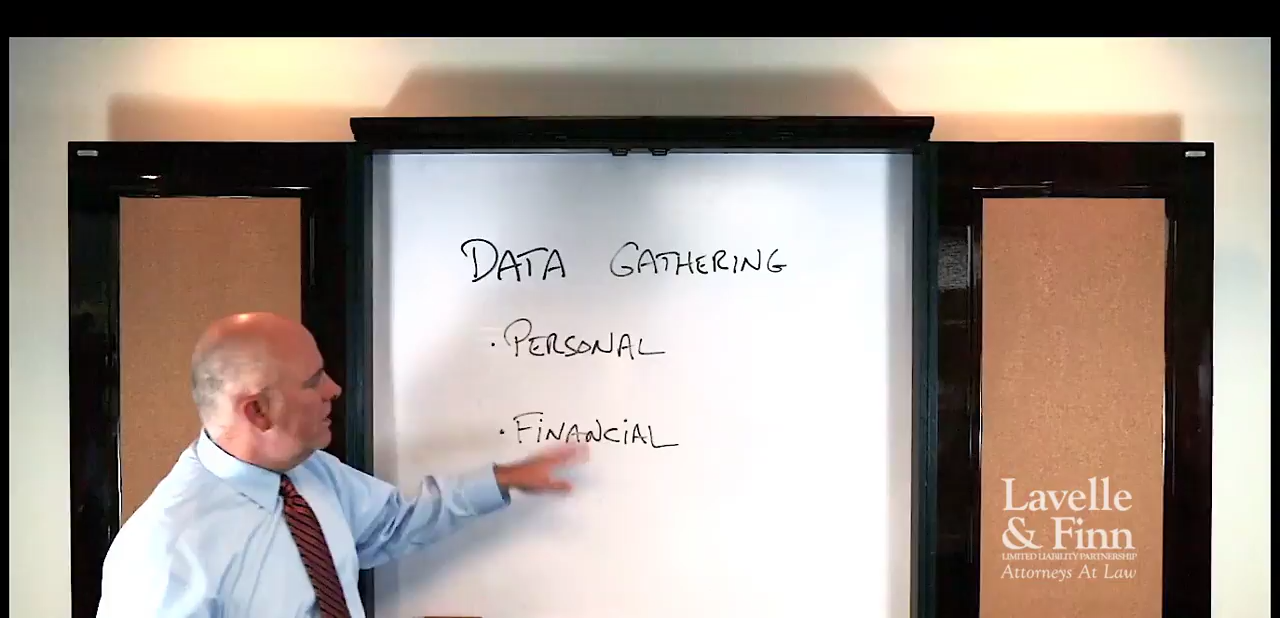 DATA GATHERING
· PERSONAL
· FINANCIAL
Lavelle
& Finn
LIMITED LIABILITY PARTNERSHIP
Attorneys At Law